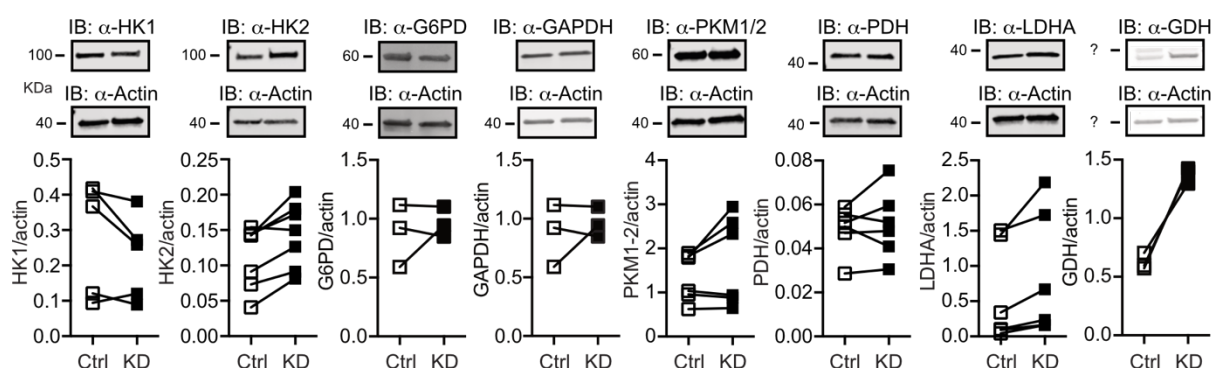 IB: α-HK1 IB: α-HK2 IB: α-G6PD IB: α-GAPDH IB: α-PKM1/2 IB: α-PDH IB: α-LDHA IB: α-GDH
100 100 60 40 60 40 40 ?
KDa
IB: α-Actin IB: α-Actin IB: α-Actin IB: α-Actin IB: α-Actin IB: α-Actin IB: α-Actin IB: α-Actin
40 40 40 40 40 40 40 ?
HK1/actin
0.5
0.4
0.3
0.2
0.1
0.0
Ctrl KD
HK2/actin
0.25
0.20
0.15
0.10
0.05
0.00
Ctrl KD
G6PD/actin
1.5
1.0
0.5
0.0
Ctrl KD
GAPDH/actin
1.5
1.0
0.5
0.0
Ctrl KD
PKM1-2/actin
4
3
2
1
0
Ctrl KD
PDH/actin
0.08
0.06
0.04
0.02
0.00
Ctrl KD
LDHA/actin
2.5
2.0
1.5
1.0
0.5
0.0
Ctrl KD
GDH/actin
1.5
1.0
0.5
0.0
Ctrl KD